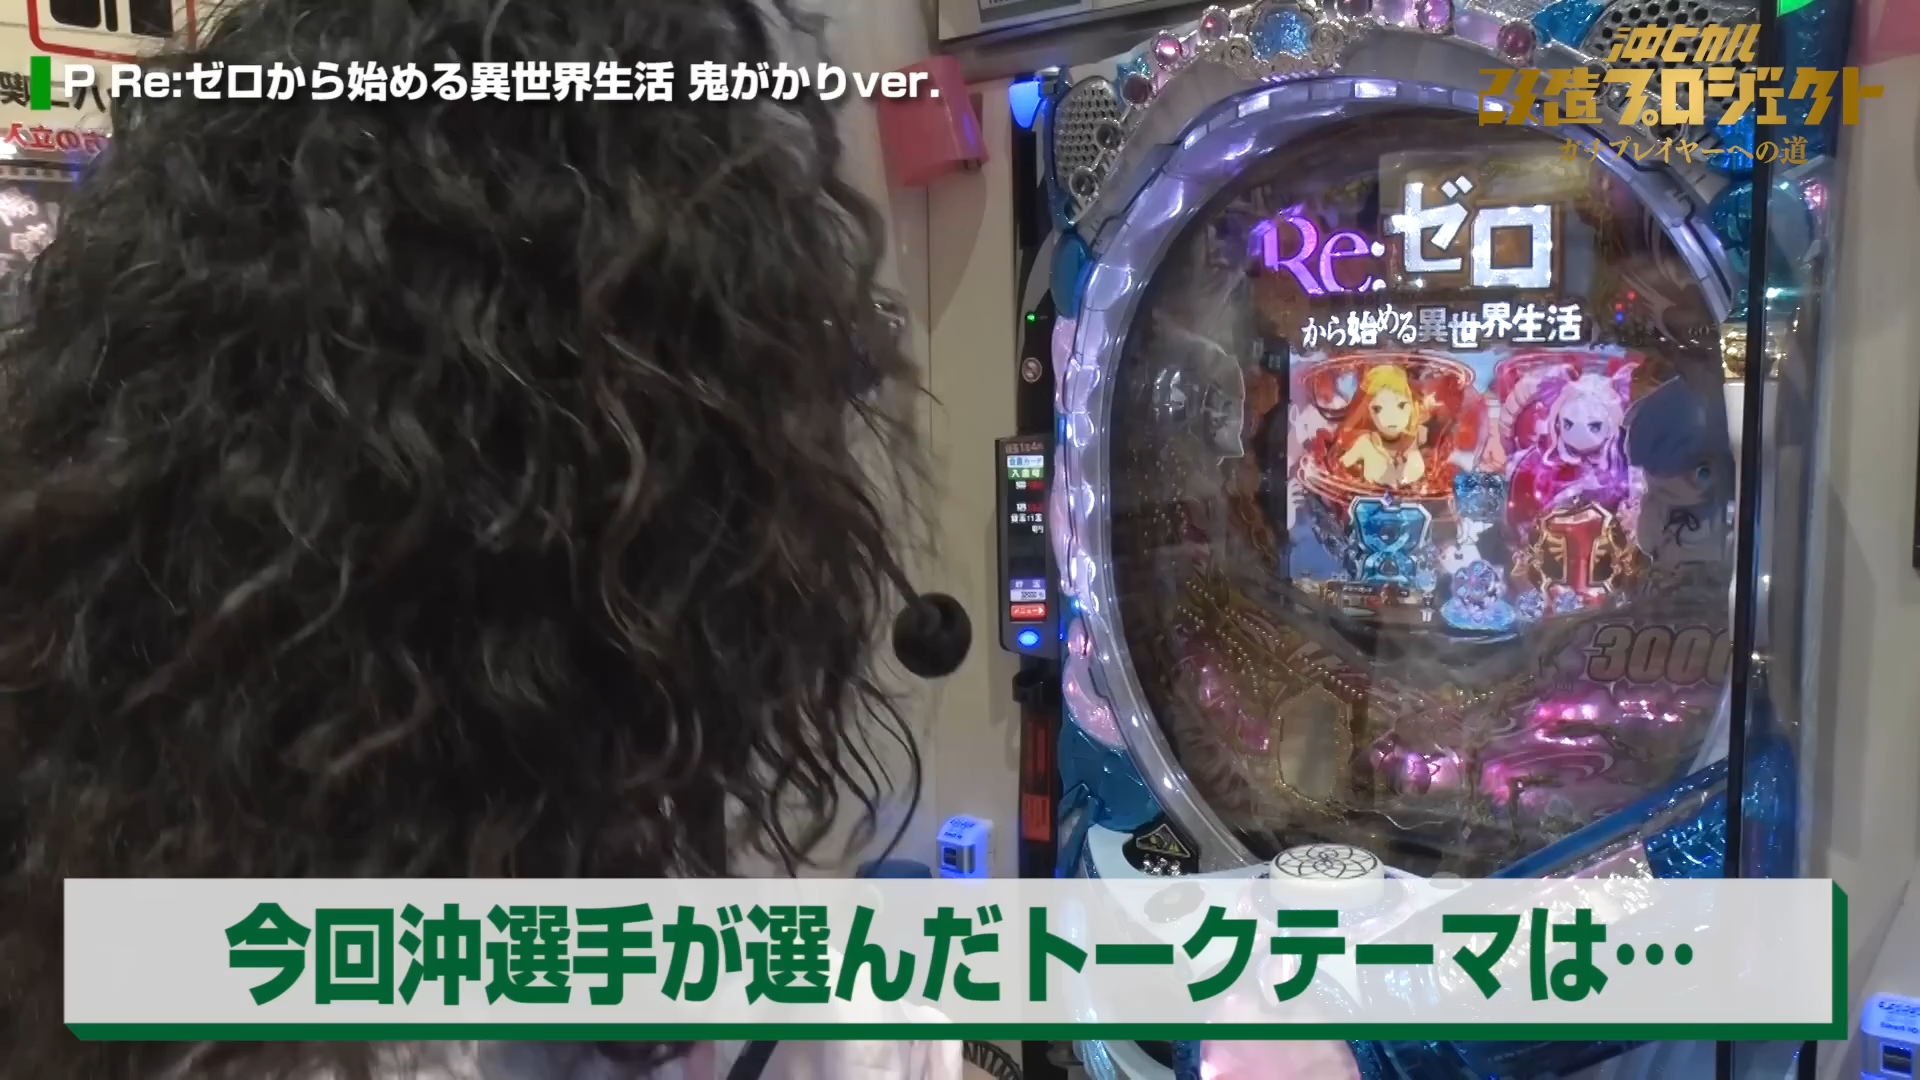 P Re:ゼロから始める異世界生活 鬼がかりver.
沖ヒカル
改造プロジェクト
ガチプレイヤーへの道
Re:ゼロ
から始める異世界生活
3000
今回沖選手が選んだトークテーマは…